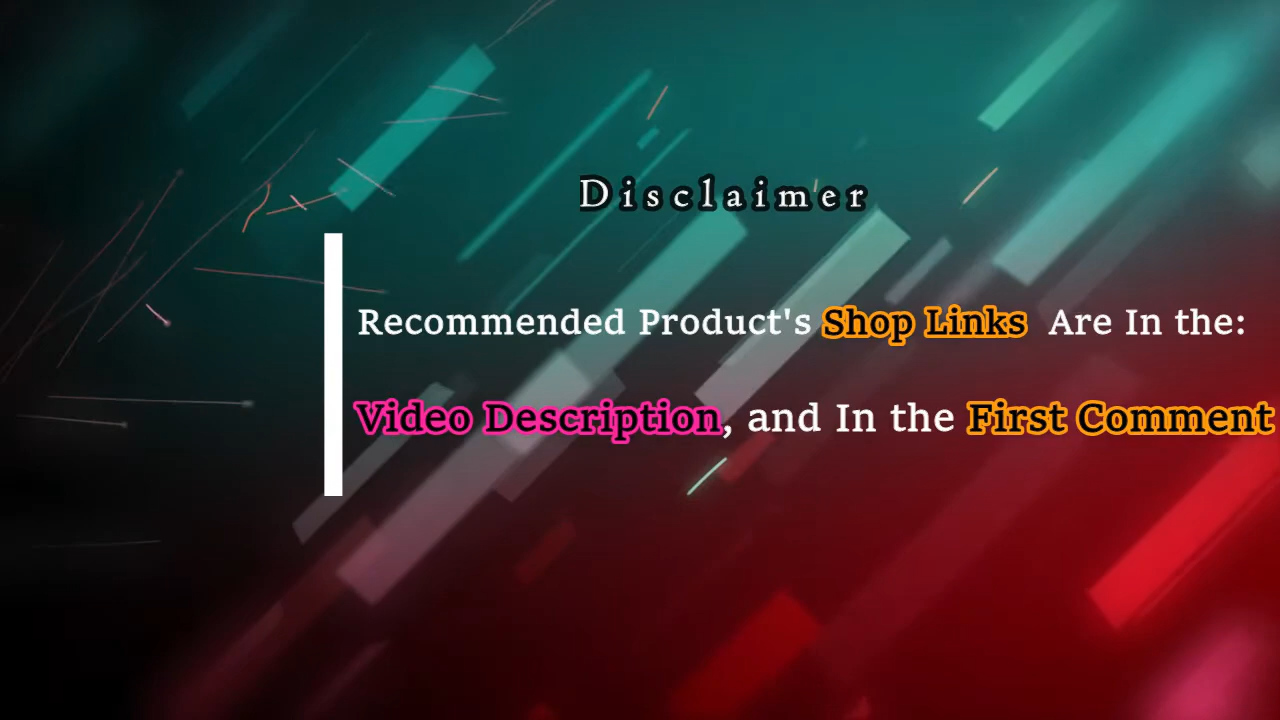 Disclaimer
Recommended Product's Shop Links Are In the:
Video Description, and In the First Comment